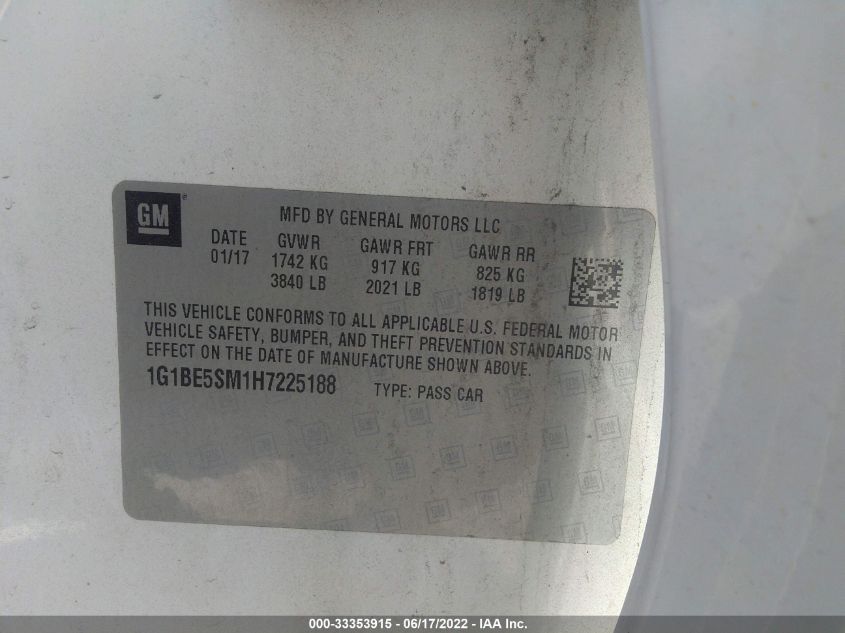 GM ®
MFD BY GENERAL MOTORS LLC
DATE GVWR GAWR FRT GAWR RR
01/17 1742 KG 917 KG 825 KG
3840 LB 2021 LB 1819 LB
THIS VEHICLE CONFORMS TO ALL APPLICABLE U.S. FEDERAL MOTOR
VEHICLE SAFETY, BUMPER, AND THEFT PREVENTION STANDARDS IN
EFFECT ON THE DATE OF MANUFACTURE SHOWN ABOVE.
1G1BE5SM1H7225188 TYPE: PASS CAR
000-33353915 - 06/17/2022 - IAA Inc.